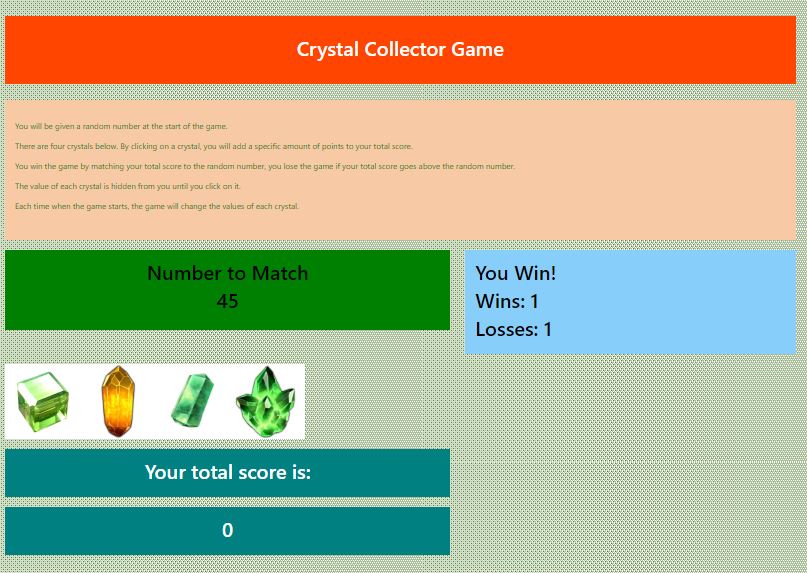 Crystal Collector Game
You will be given a random number at the start of the game.
There are four crystals below. By clicking on a crystal, you will add a specific amount of points to your total score.
You win the game by matching your total score to the random number, you lose the game if your total score goes above the random number.
The value of each crystal is hidden from you until you click on it.
Each time when the game starts, the game will change the values of each crystal.
Number to Match
45
You Win!
Wins: 1
Losses: 1
Your total score is:
0